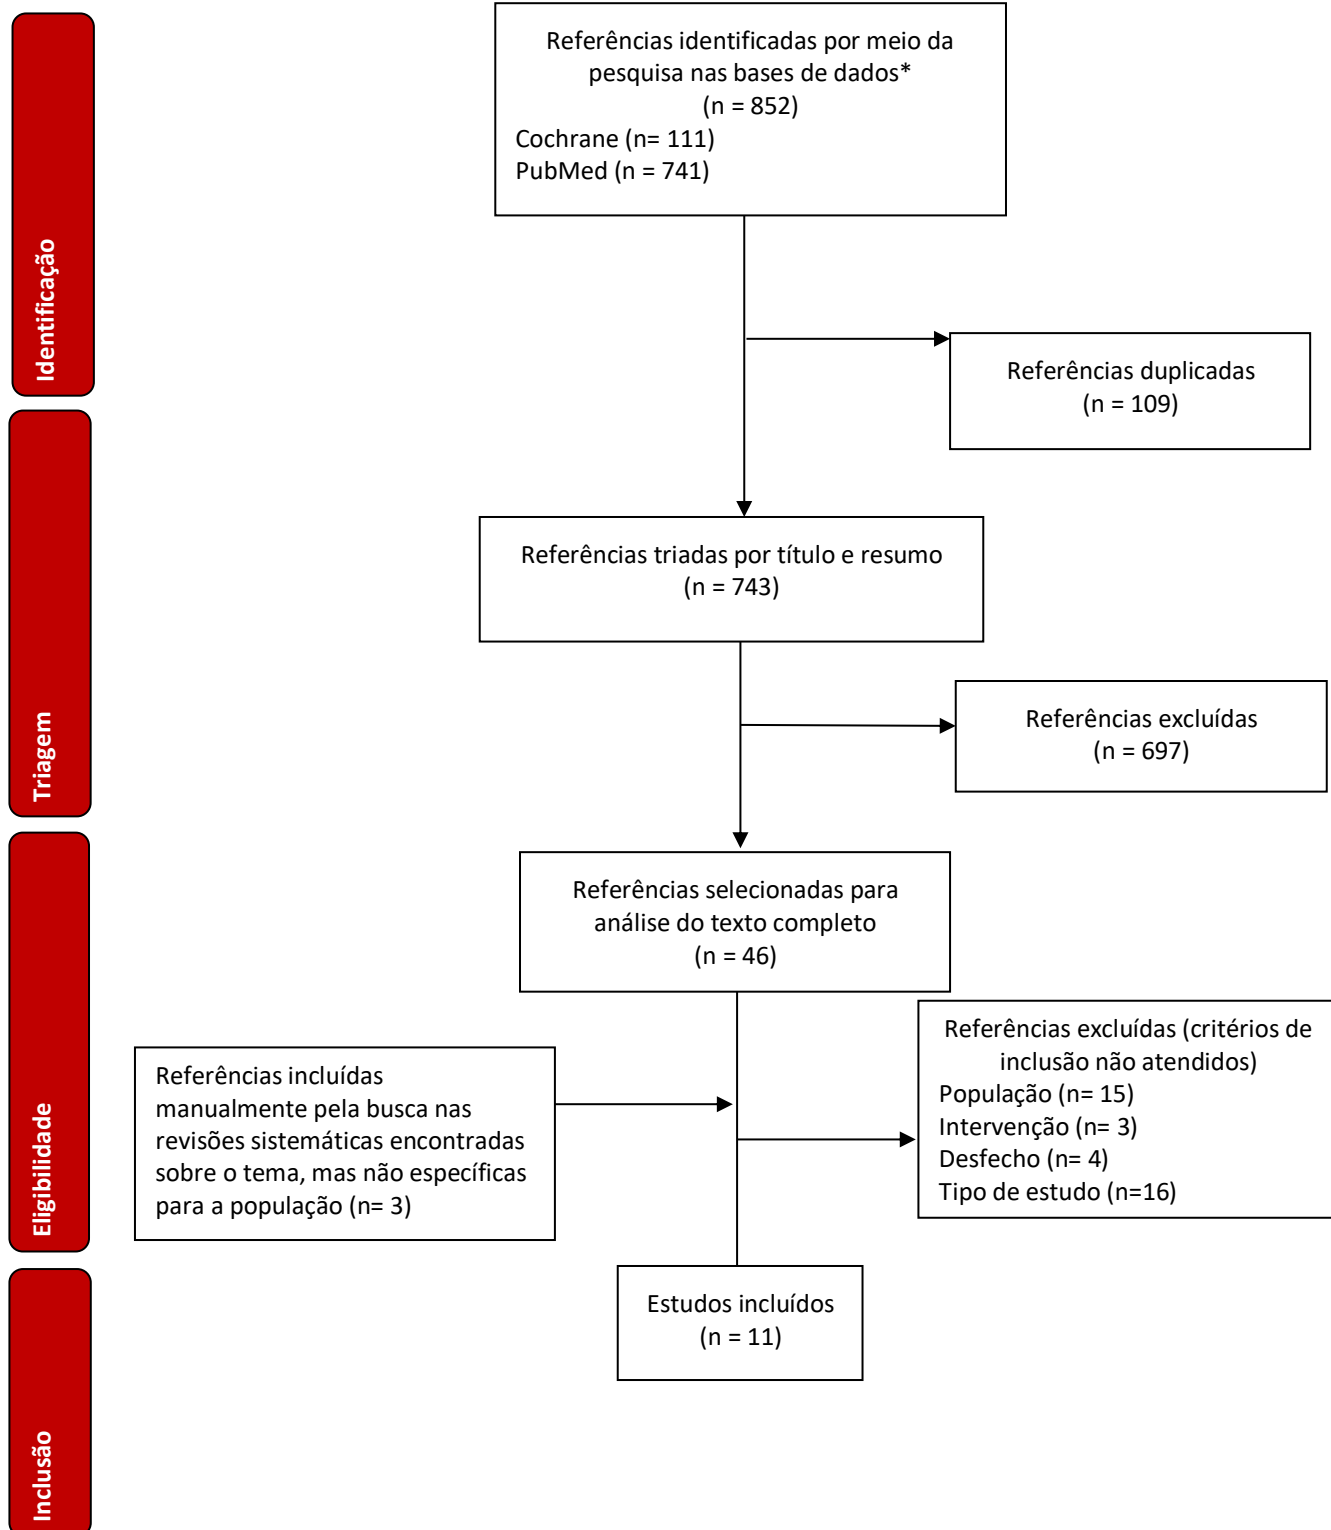 Identificação
Referências identificadas por meio da
pesquisa nas bases de dados*
(n = 852)
Cochrane (n= 111)
PubMed (n = 741)
Referências duplicadas
(n = 109)
Triagem
Referências triadas por título e resumo
(n = 743)
Referências excluídas
(n = 697)
Eligibilidade
Referências selecionadas para
análise do texto completo
(n = 46)
Referências incluídas
manualmente pela busca nas
revisões sistemáticas encontradas
sobre o tema, mas não específicas
para a população (n= 3)
Referências excluídas (critérios de
inclusão não atendidos)
População (n= 15)
Intervenção (n= 3)
Desfecho (n= 4)
Tipo de estudo (n=16)
Inclusão
Estudos incluídos
(n = 11)